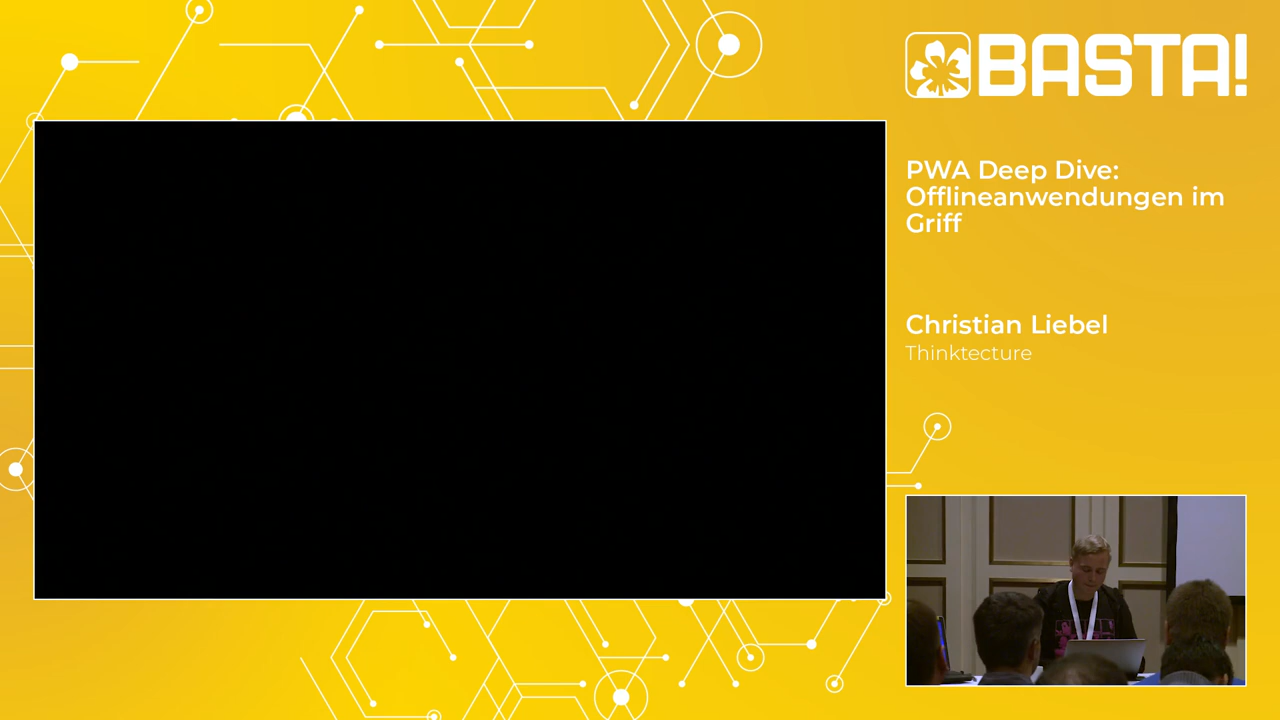 BASTA!
PWA Deep Dive:
Offlineanwendungen im
Griff
Christian Liebel
Thinktecture